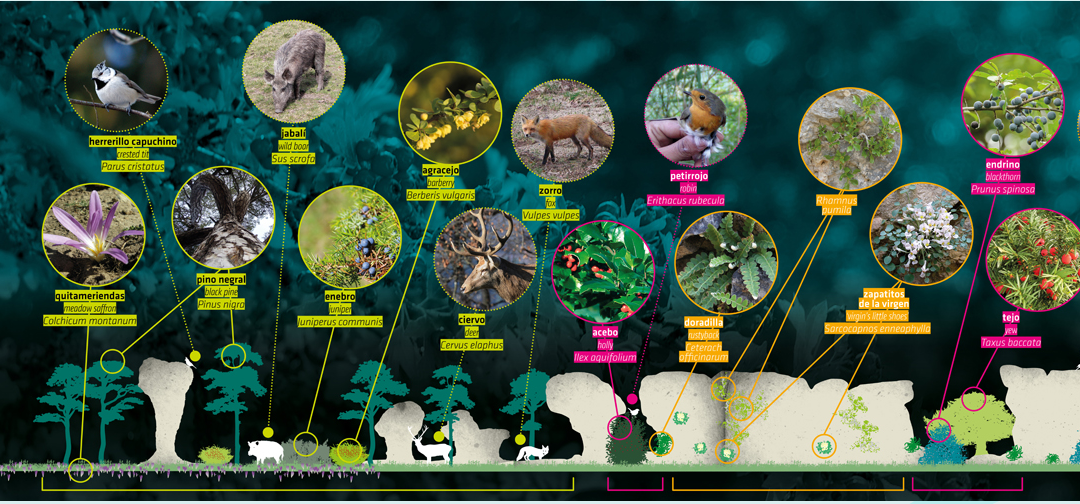 herrerillo capuchino
crested tit
Parus cristatus
jabalí
wild boar
Sus scrofa
agracejo
barberry
Berberis vulgaris
zorro
fox
Vulpes vulpes
petirrojo
robin
Erithacus rubecula
Rhamnus
pumila
endrino
blackthorn
Prunus spinosa
quitameriendas
meadow saffron
Colchicum montanum
pino negral
black pine
Pinus nigra
enebro
juniper
Juniperus communis
ciervo
deer
Cervus elaphus
acebo
holly
Ilex aquifolium
doradilla
rustyback
Ceterach
officinarum
zapatitos
de la virgen
virgin's little shoes
Sarcocapnos enneaphylla
tejo
yew
Taxus baccata